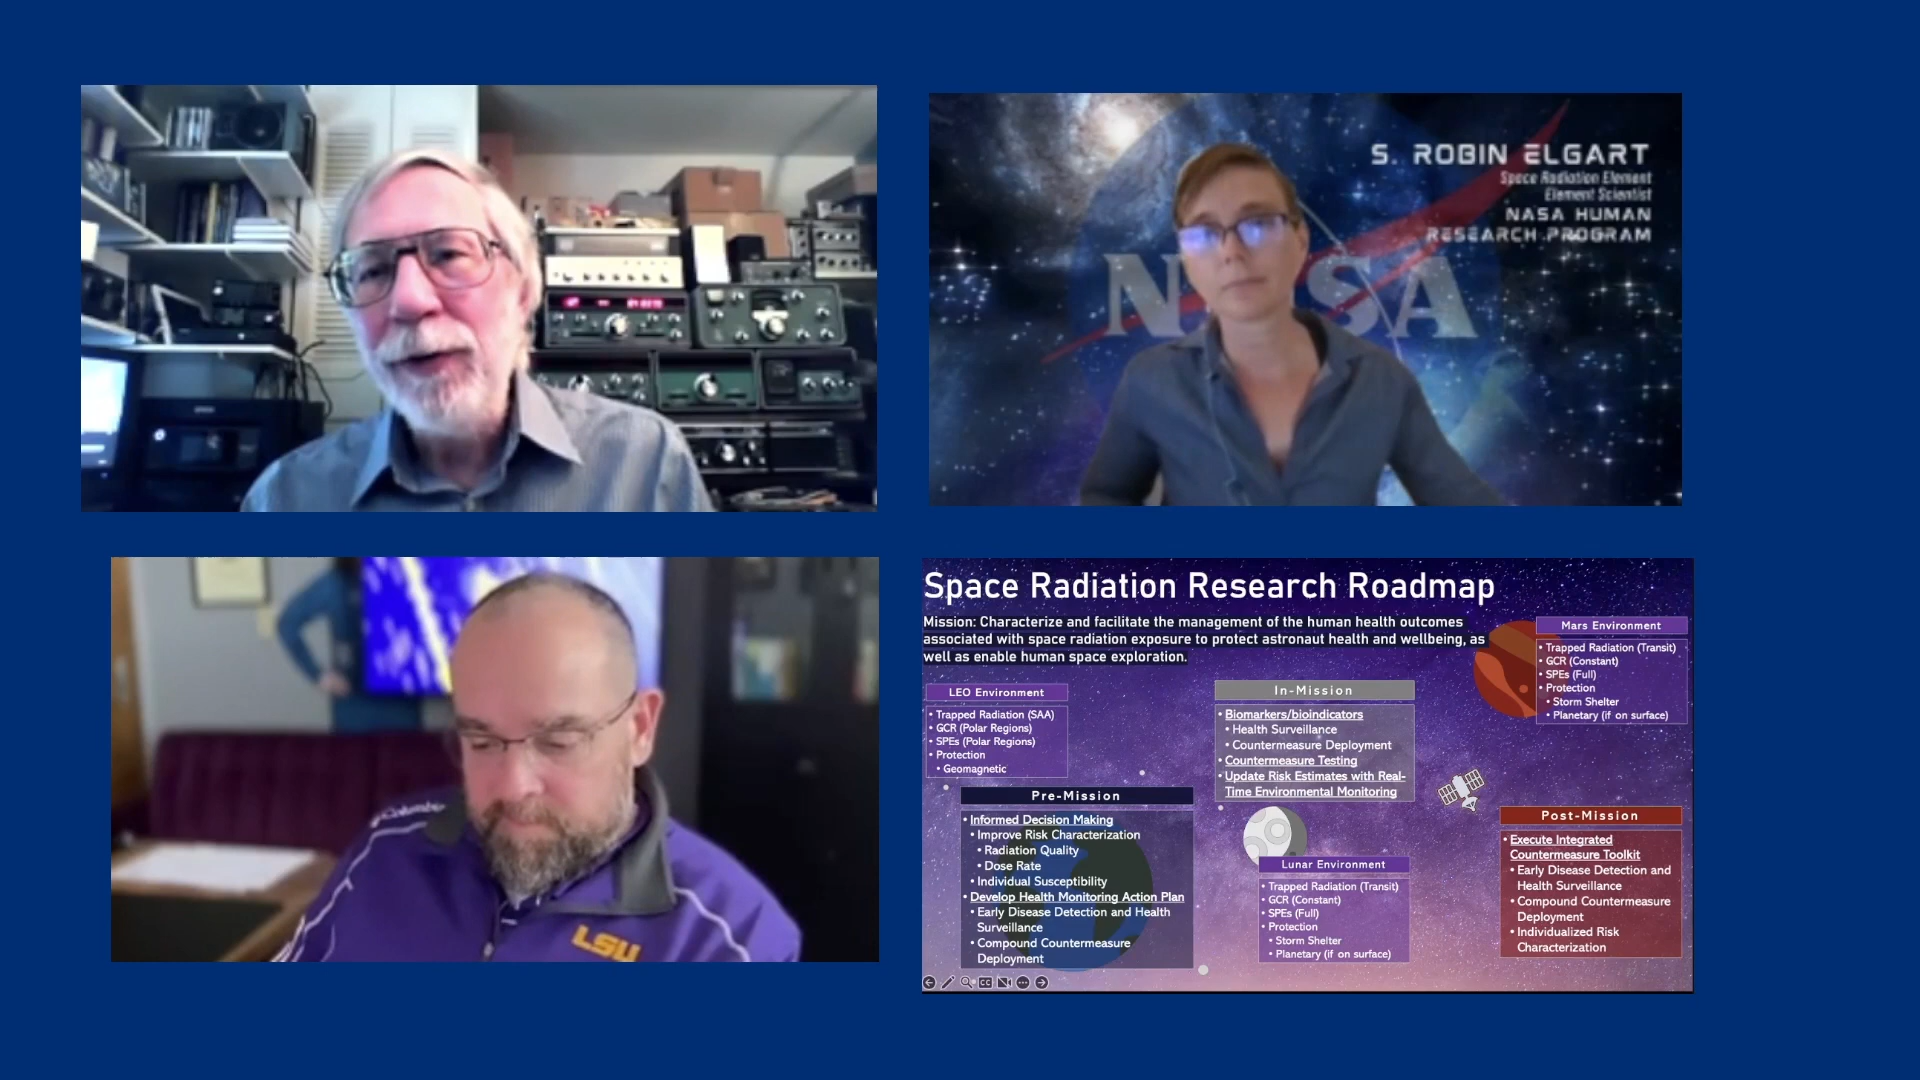 S. ROBIN ELGART
Space Radiation Element
Element Scientist
NASA HUMAN
RESEARCH PROGRAM
NASA
EPSON
Columbia
LSU
Space Radiation Research Roadmap
Mission: Characterize and facilitate the management of the human health outcomes
associated with space radiation exposure to protect astronaut health and wellbeing, as
well as enable human space exploration.
Mars Environment
• Trapped Radiation (Transit)
• GCR (Constant)
• SPEs (Full)
• Protection
• Storm Shelter
• Planetary (if on surface)
LEO Environment
• Trapped Radiation (SAA)
• GCR (Polar Regions)
• SPEs (Polar Regions)
• Protection
• Geomagnetic
In-Mission
• Biomarkers/bioindicators
• Health Surveillance
• Countermeasure Deployment
• Countermeasure Testing
• Update Risk Estimates with Real-
Time Environmental Monitoring
Pre-Mission
• Informed Decision Making
• Improve Risk Characterization
• Radiation Quality
• Dose Rate
• Individual Susceptibility
• Develop Health Monitoring Action Plan
• Early Disease Detection and Health
Surveillance
• Compound Countermeasure
Deployment
Lunar Environment
• Trapped Radiation (Transit)
• GCR (Constant)
• SPEs (Full)
• Protection
• Storm Shelter
• Planetary (if on surface)
Post-Mission
• Execute Integrated
Countermeasure Toolkit
• Early Disease Detection and
Health Surveillance
• Compound Countermeasure
Deployment
• Individualized Risk
Characterization
CC